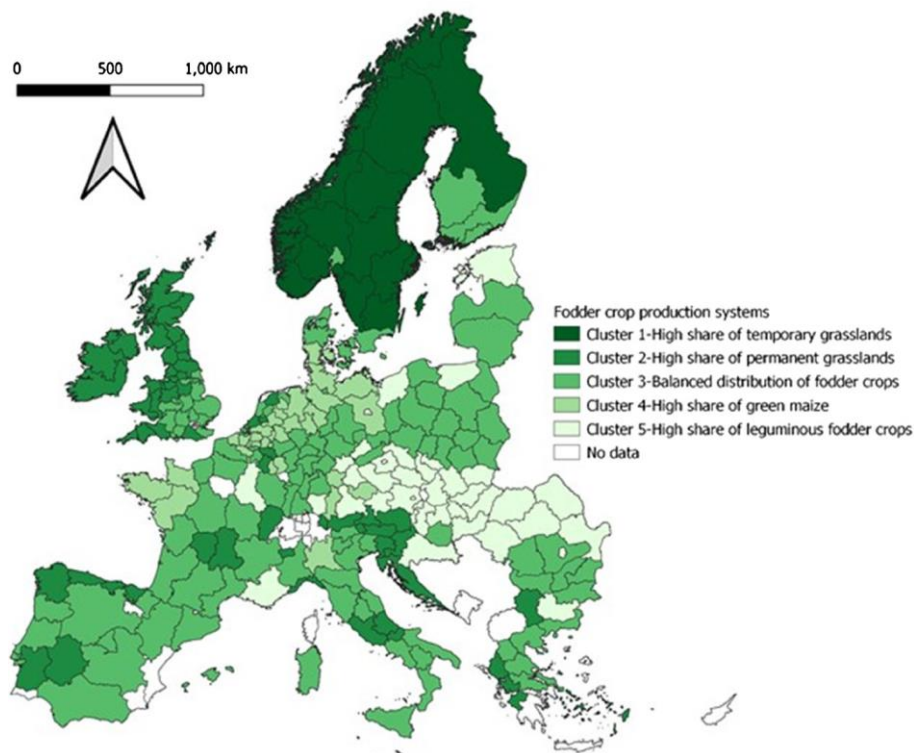 0 500 1,000 km
Fodder crop production systems
Cluster 1-High share of temporary grasslands
Cluster 2-High share of permanent grasslands
Cluster 3-Balanced distribution of fodder crops
Cluster 4-High share of green maize
Cluster 5-High share of leguminous fodder crops
No data